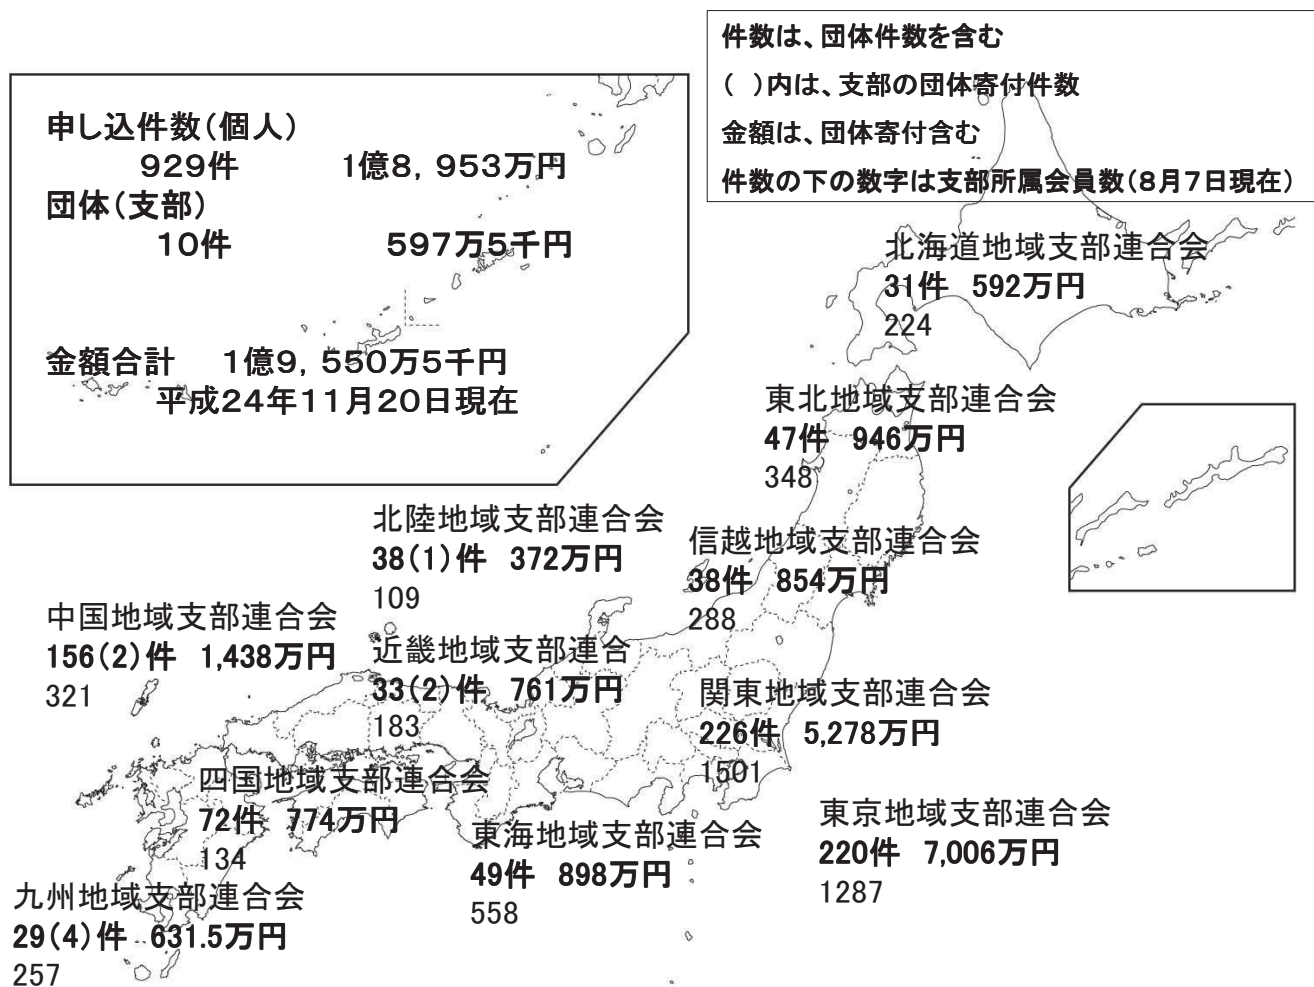 件数は、団体件数を含む
( )内は、支部の団体寄付件数
金額は、団体寄付含む
件数の下の数字は支部所属会員数(8月7日現在)
申し込件数(個人)
929件 1億8,953万円
団体(支部)
10件 597万5千円
金額合計 1億9,550万5千円
平成24年11月20日現在
北海道地域支部連合会
31件 592万円
224
東北地域支部連合会
47件 946万円
348
北陸地域支部連合会
38(1)件 372万円
109
信越地域支部連合会
38件 854万円
288
中国地域支部連合会
156(2)件 1,438万円
321
近畿地域支部連合
33(2)件 761万円
183
関東地域支部連合会
226件 5,278万円
1501
四国地域支部連合会
72件 774万円
134
東海地域支部連合会
49件 898万円
558
東京地域支部連合会
220件 7,006万円
1287
九州地域支部連合会
29(4)件 631.5万円
257